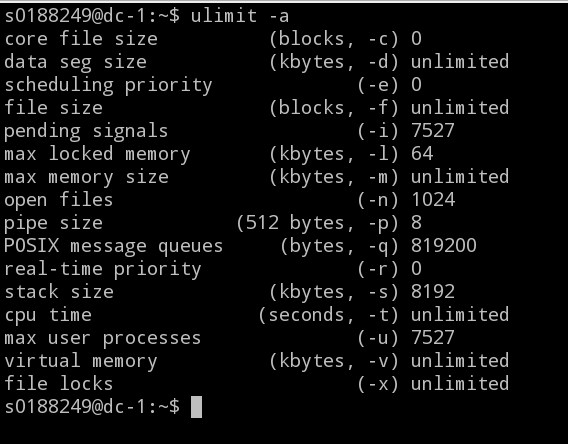 s0188249@dc-1:~$ ulimit -a
core file size          (blocks, -c) 0
data seg size           (kbytes, -d) unlimited
scheduling priority             (-e) 0
file size               (blocks, -f) unlimited
pending signals                 (-i) 7527
max locked memory       (kbytes, -l) 64
max memory size         (kbytes, -m) unlimited
open files                      (-n) 1024
pipe size            (512 bytes, -p) 8
POSIX message queues     (bytes, -q) 819200
real-time priority              (-r) 0
stack size              (kbytes, -s) 8192
cpu time               (seconds, -t) unlimited
max user processes              (-u) 7527
virtual memory          (kbytes, -v) unlimited
file locks                      (-x) unlimited
s0188249@dc-1:~$